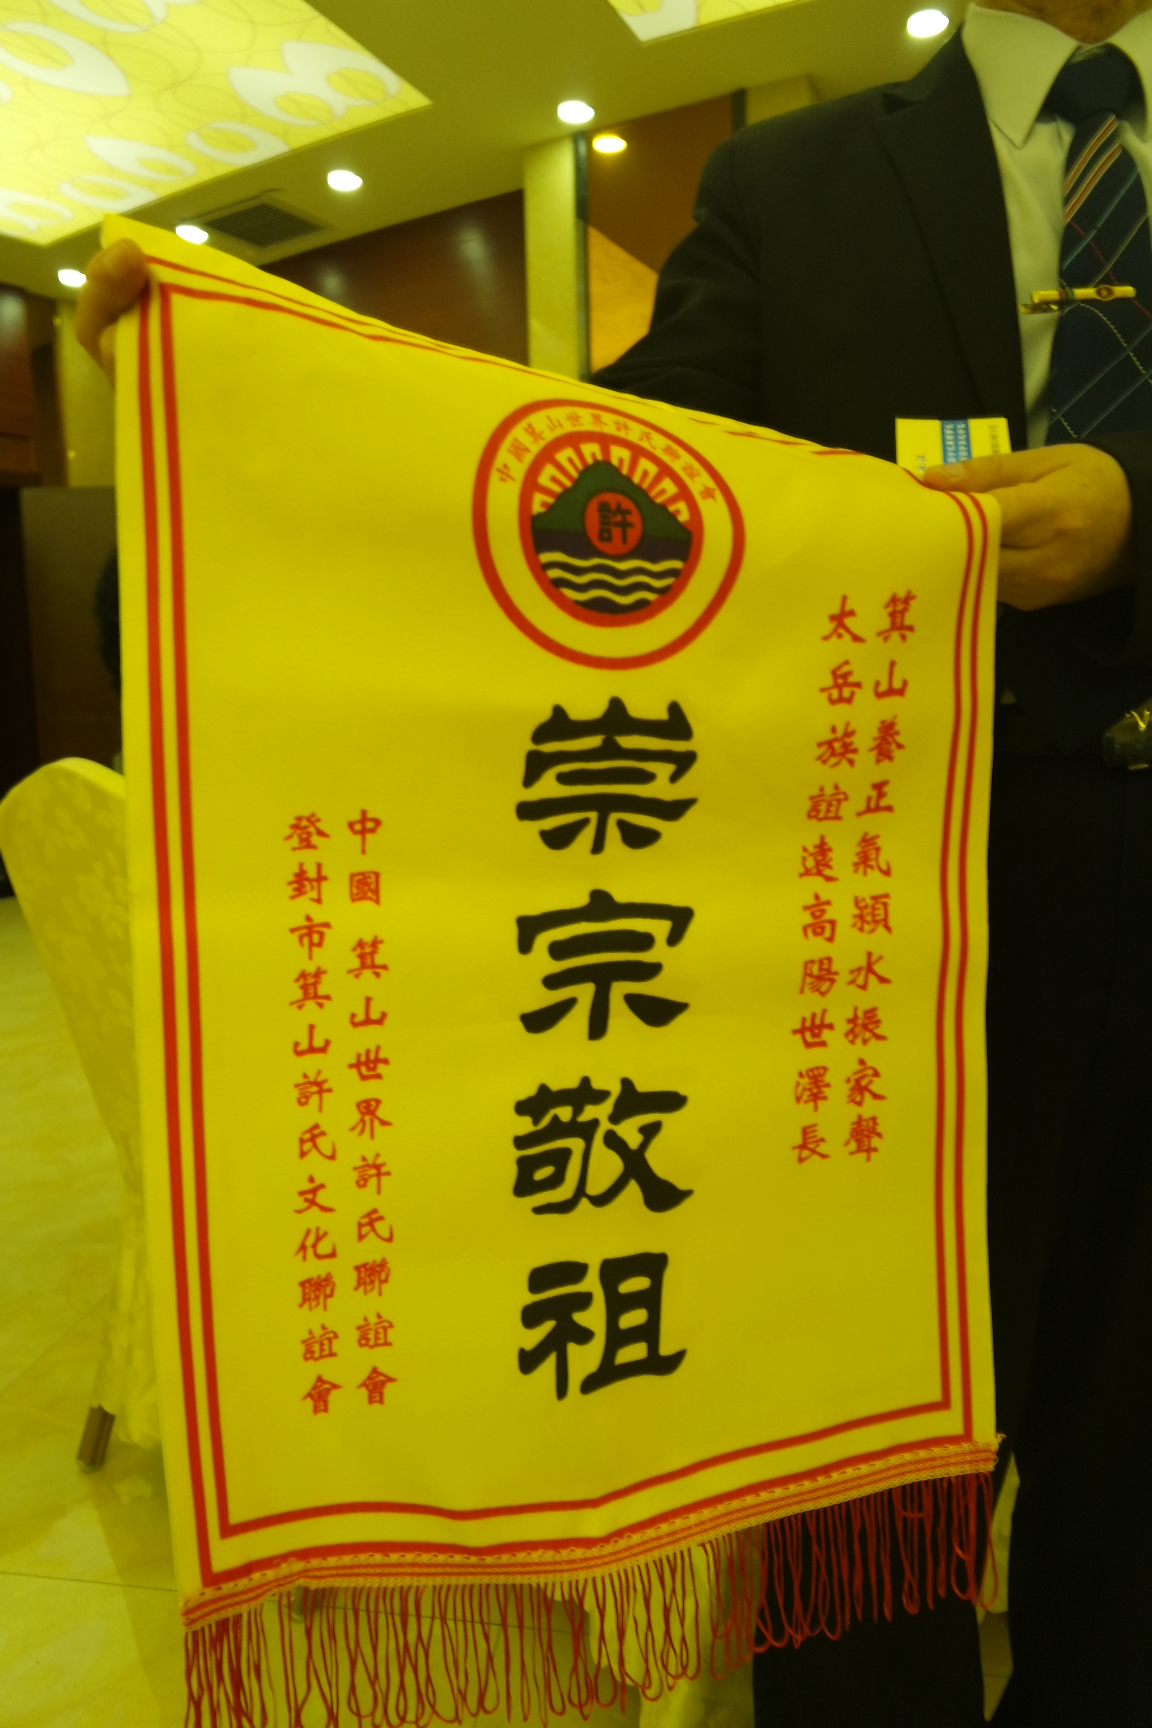 中國箕山世界許氏聯誼會
許
箕山養正氣潁水振家聲
太岳族誼遠高陽世澤長
崇宗敬祖
中國 箕山世界許氏聯誼會
登封市箕山許氏文化聯誼會